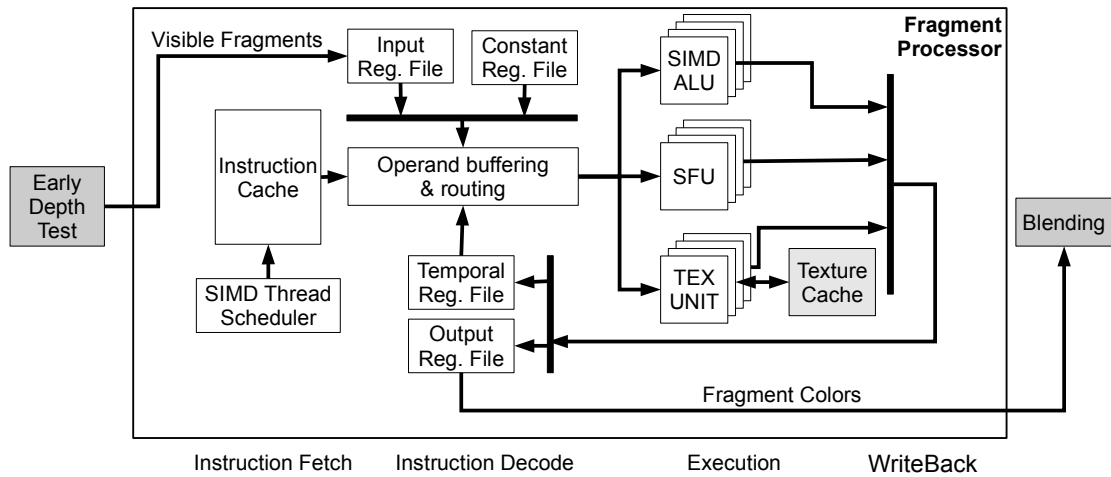 Fragment
Processor
Visible Fragments
Input
Reg. File
Constant
Reg. File
SIMD
ALU
Instruction
Cache
Operand buffering
& routing
SFU
Early
Depth
Test
Blending
SIMD Thread
Scheduler
Temporal
Reg. File
TEX
UNIT
Texture
Cache
Output
Reg. File
Fragment Colors
Instruction Fetch
Instruction Decode
Execution
WriteBack